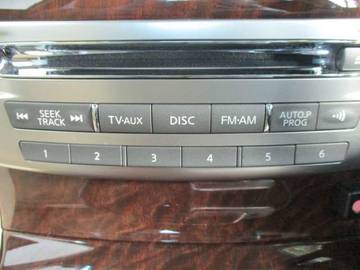 SEEK TRACK TV·AUX DISC FM·AM AUTO.P PROG
1 2 3 4 5 6